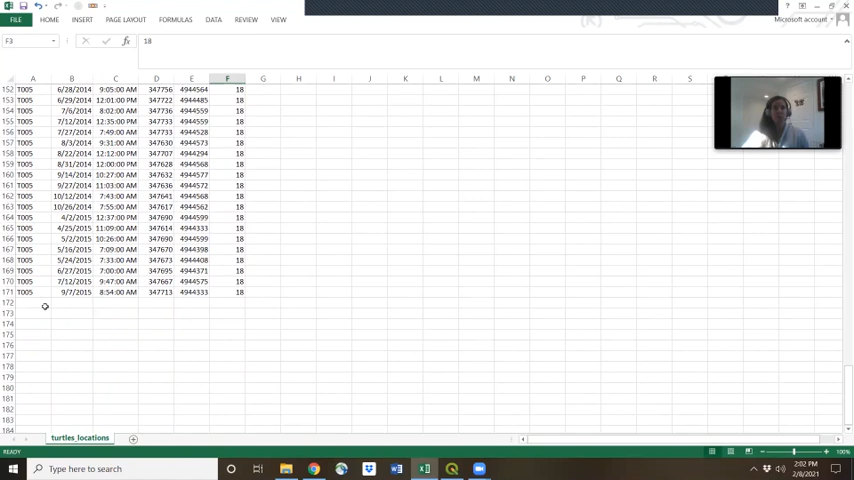 FILE HOME INSERT PAGE LAYOUT FORMULAS DATA REVIEW VIEW Microsoft account
F3 fx 18
A B C D E F G H I J K L M N O P Q R S
152 T005 6/28/2014 9:05:00 AM 347756 4944564 18
153 T005 6/29/2014 12:01:00 PM 347722 4944485 18
154 T005 7/6/2014 8:02:00 AM 347736 4944559 18
155 T005 7/12/2014 12:35:00 PM 347733 4944555 18
156 T005 7/27/2014 7:49:00 AM 347733 4944528 18
157 T005 8/3/2014 9:31:00 AM 347630 4944573 18
158 T005 8/22/2014 12:12:00 PM 347707 4944294 18
159 T005 8/31/2014 12:00:00 PM 347628 4944568 18
160 T005 9/14/2014 10:27:00 AM 347632 4944577 18
161 T005 9/27/2014 11:03:00 AM 347636 4944572 18
162 T005 10/12/2014 7:43:00 AM 347641 4944568 18
163 T005 10/26/2014 7:55:00 AM 347617 4944562 18
164 T005 4/2/2015 12:37:00 PM 347690 4944599 18
165 T005 4/25/2015 11:09:00 AM 347614 4944333 18
166 T005 5/2/2015 10:26:00 AM 347690 4944599 18
167 T005 5/16/2015 7:09:00 AM 347670 4944398 18
168 T005 5/24/2015 7:33:00 AM 347673 4944408 18
169 T005 6/27/2015 7:00:00 AM 347695 4944371 18
170 T005 7/12/2015 9:47:00 AM 347667 4944575 18
171 T005 9/7/2015 8:54:00 AM 347713 4944333 18
172
173
174
175
176
177
178
179
180
181
182
183
184
turtles_locations
READY 100%
Type here to search
2:02 PM
2/8/2021